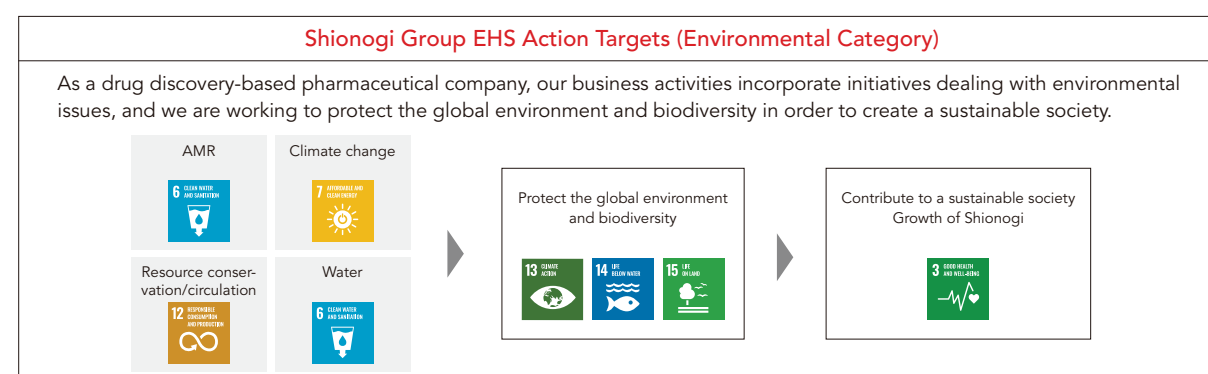 Shionogi Group EHS Action Targets (Environmental Category)
As a drug discovery-based pharmaceutical company, our business activities incorporate initiatives dealing with environmental
issues, and we are working to protect the global environment and biodiversity in order to create a sustainable society.
AMR
6 CLEAN WATER
AND SANITATION
Climate change
7 AFFORDABLE AND
CLEAN ENERGY
Resource conser-
vation/circulation
12 RESPONSIBLE
CONSUMPTION
AND PRODUCTION
Water
6 CLEAN WATER
AND SANITATION
Protect the global environment
and biodiversity
13 CLIMATE
ACTION
14 LIFE
BELOW WATER
15 LIFE
ON LAND
Contribute to a sustainable society
Growth of Shionogi
3 GOOD HEALTH
AND WELL-BEING